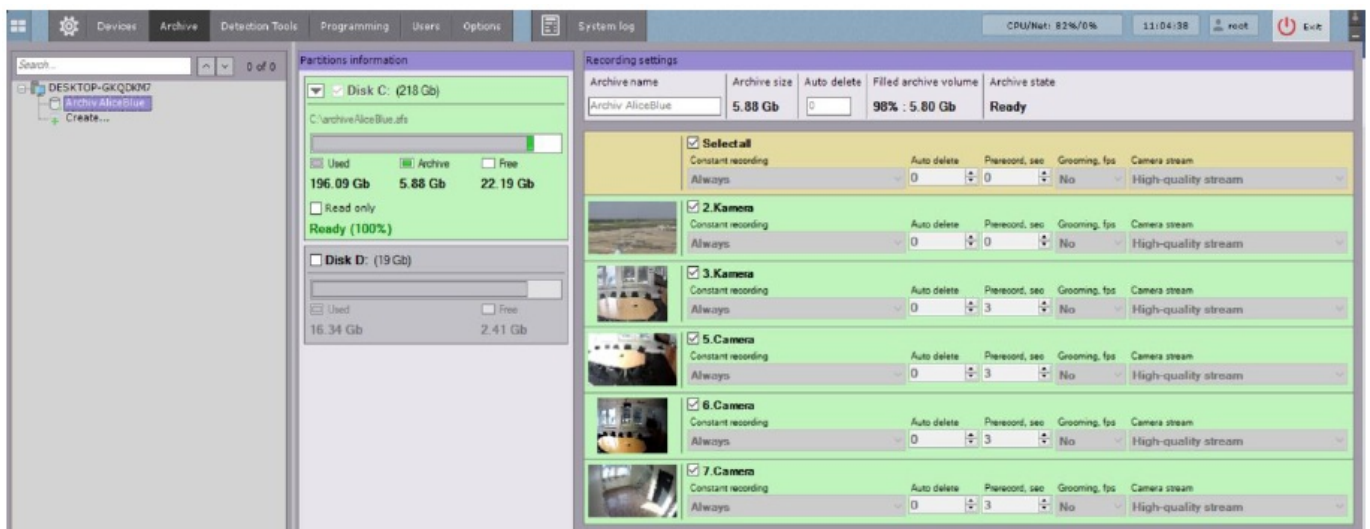 Devices Archive Detection Tools Programming Users Options System log CPU/Net: 82%/0% 11:04:38 root Exit
Search... 0 of 0
DESKTOP-GKQDKM7
Archiv AliceBlue
Create...
Partitions information
Disk C: (218 Gb)
C:\archiveAliceBlue.afs
Used Archive Free
196.09 Gb 5.88 Gb 22.19 Gb
Read only
Ready (100%)
Disk D: (19 Gb)
Used Free
16.34 Gb 2.41 Gb
Recording settings
Archive name Archive size Auto delete Filled archive volume Archive state
Archiv AliceBlue 5.88 Gb 0 98% : 5.80 Gb Ready
Select all
Constant recording Auto delete Prerecord, sec Grooming, fps Camera stream
Always 0 0 No High-quality stream
2.Kamera
Constant recording Auto delete Prerecord, sec Grooming, fps Camera stream
Always 0 0 No High-quality stream
3.Kamera
Constant recording Auto delete Prerecord, sec Grooming, fps Camera stream
Always 0 3 No High-quality stream
5.Camera
Constant recording Auto delete Prerecord, sec Grooming, fps Camera stream
Always 0 3 No High-quality stream
6.Camera
Constant recording Auto delete Prerecord, sec Grooming, fps Camera stream
Always 0 3 No High-quality stream
7.Camera
Constant recording Auto delete Prerecord, sec Grooming, fps Camera stream
Always 0 3 No High-quality stream